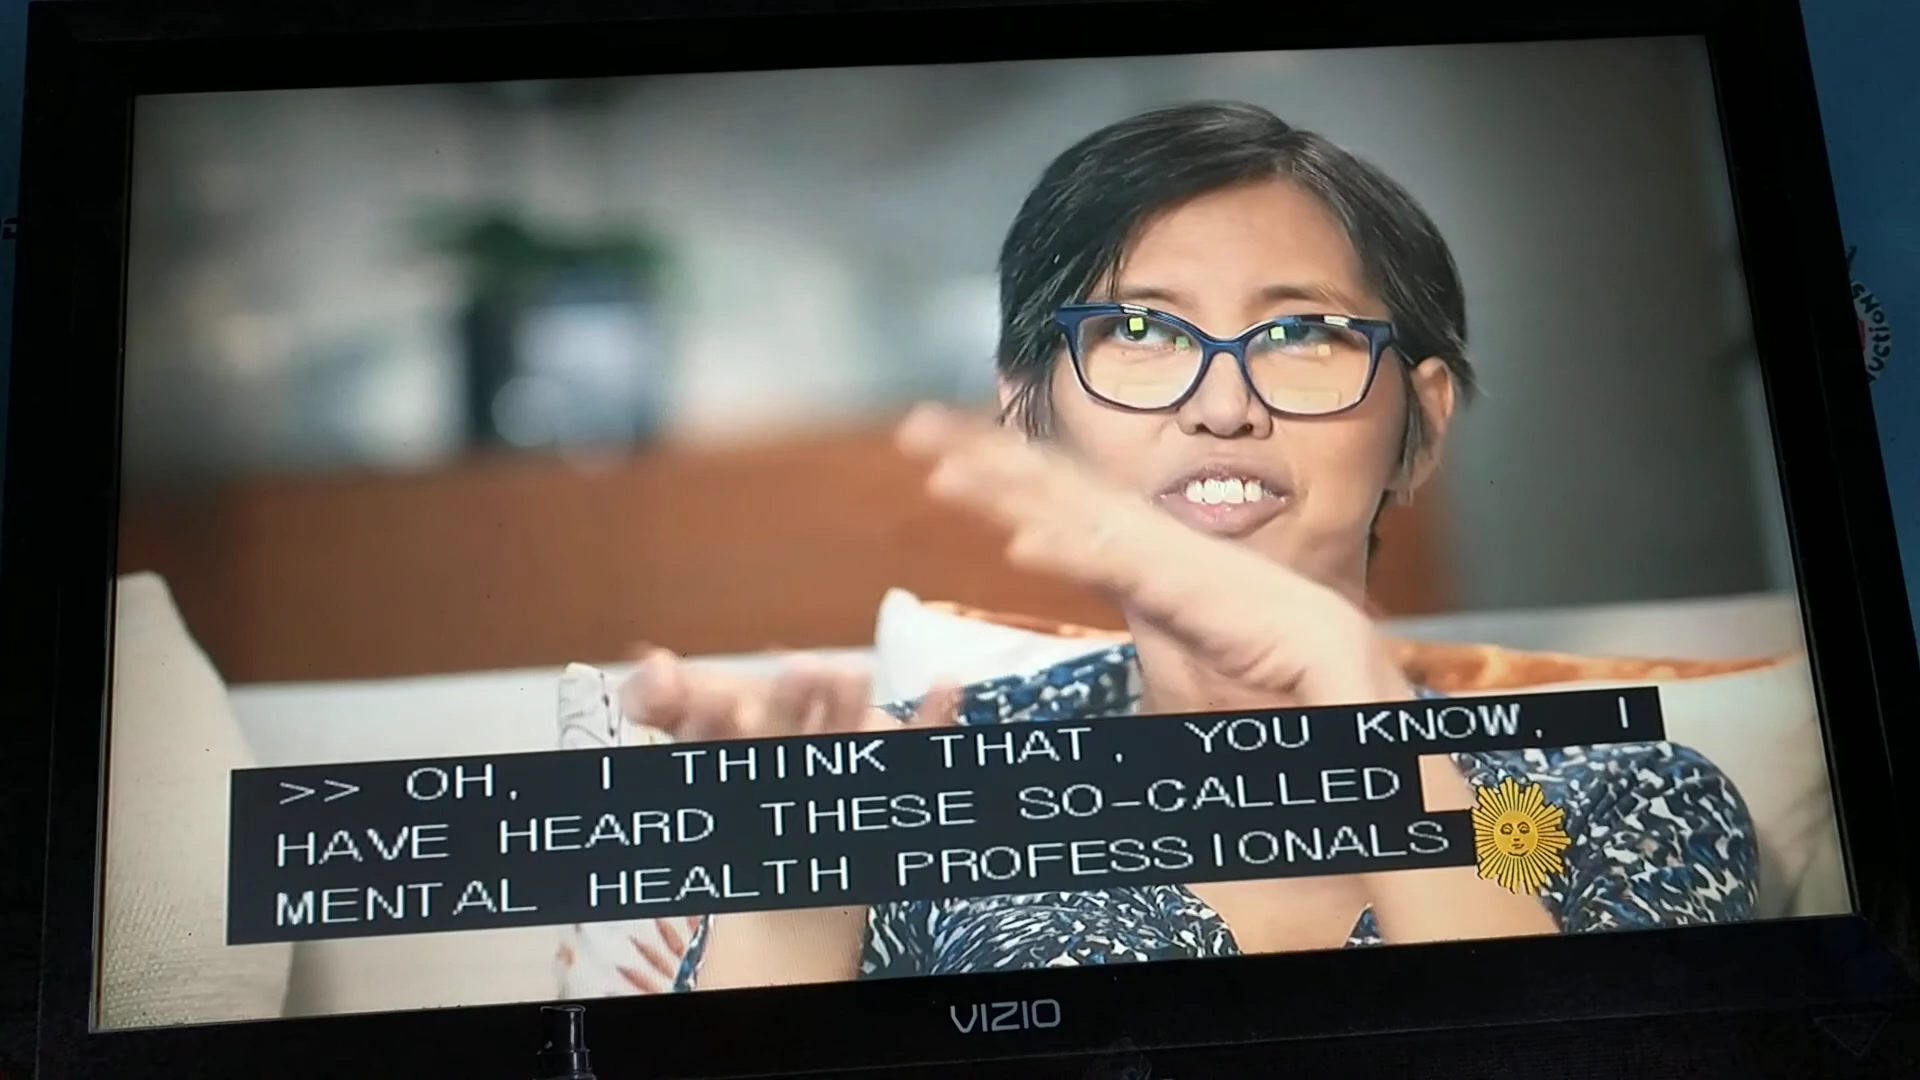 >> OH, I THINK THAT, YOU KNOW, I
HAVE HEARD THESE SO-CALLED
MENTAL HEALTH PROFESSIONALS
VIZIO